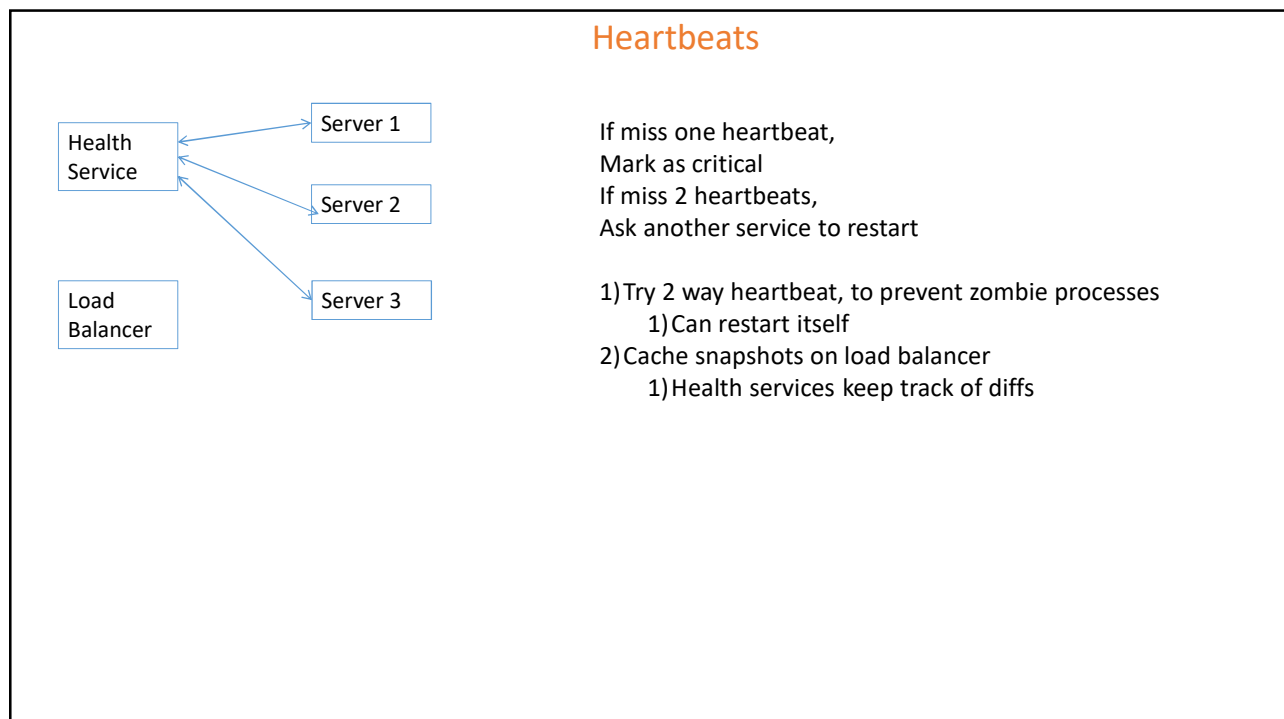 Heartbeats
Health
Service
Server 1
Server 2
Server 3
Load
Balancer
If miss one heartbeat,
Mark as critical
If miss 2 heartbeats,
Ask another service to restart
1)Try 2 way heartbeat, to prevent zombie processes
1)Can restart itself
2)Cache snapshots on load balancer
1)Health services keep track of diffs